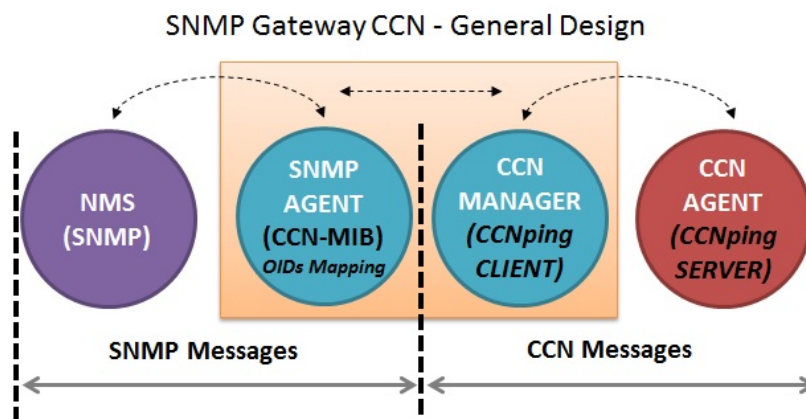 SNMP Gateway CCN - General Design
NMS
(SNMP)
SNMP
AGENT
(CCN-MIB)
OIDs Mapping
CCN
MANAGER
(CCNping
CLIENT)
CCN
AGENT
(CCNping
SERVER)
SNMP Messages
CCN Messages